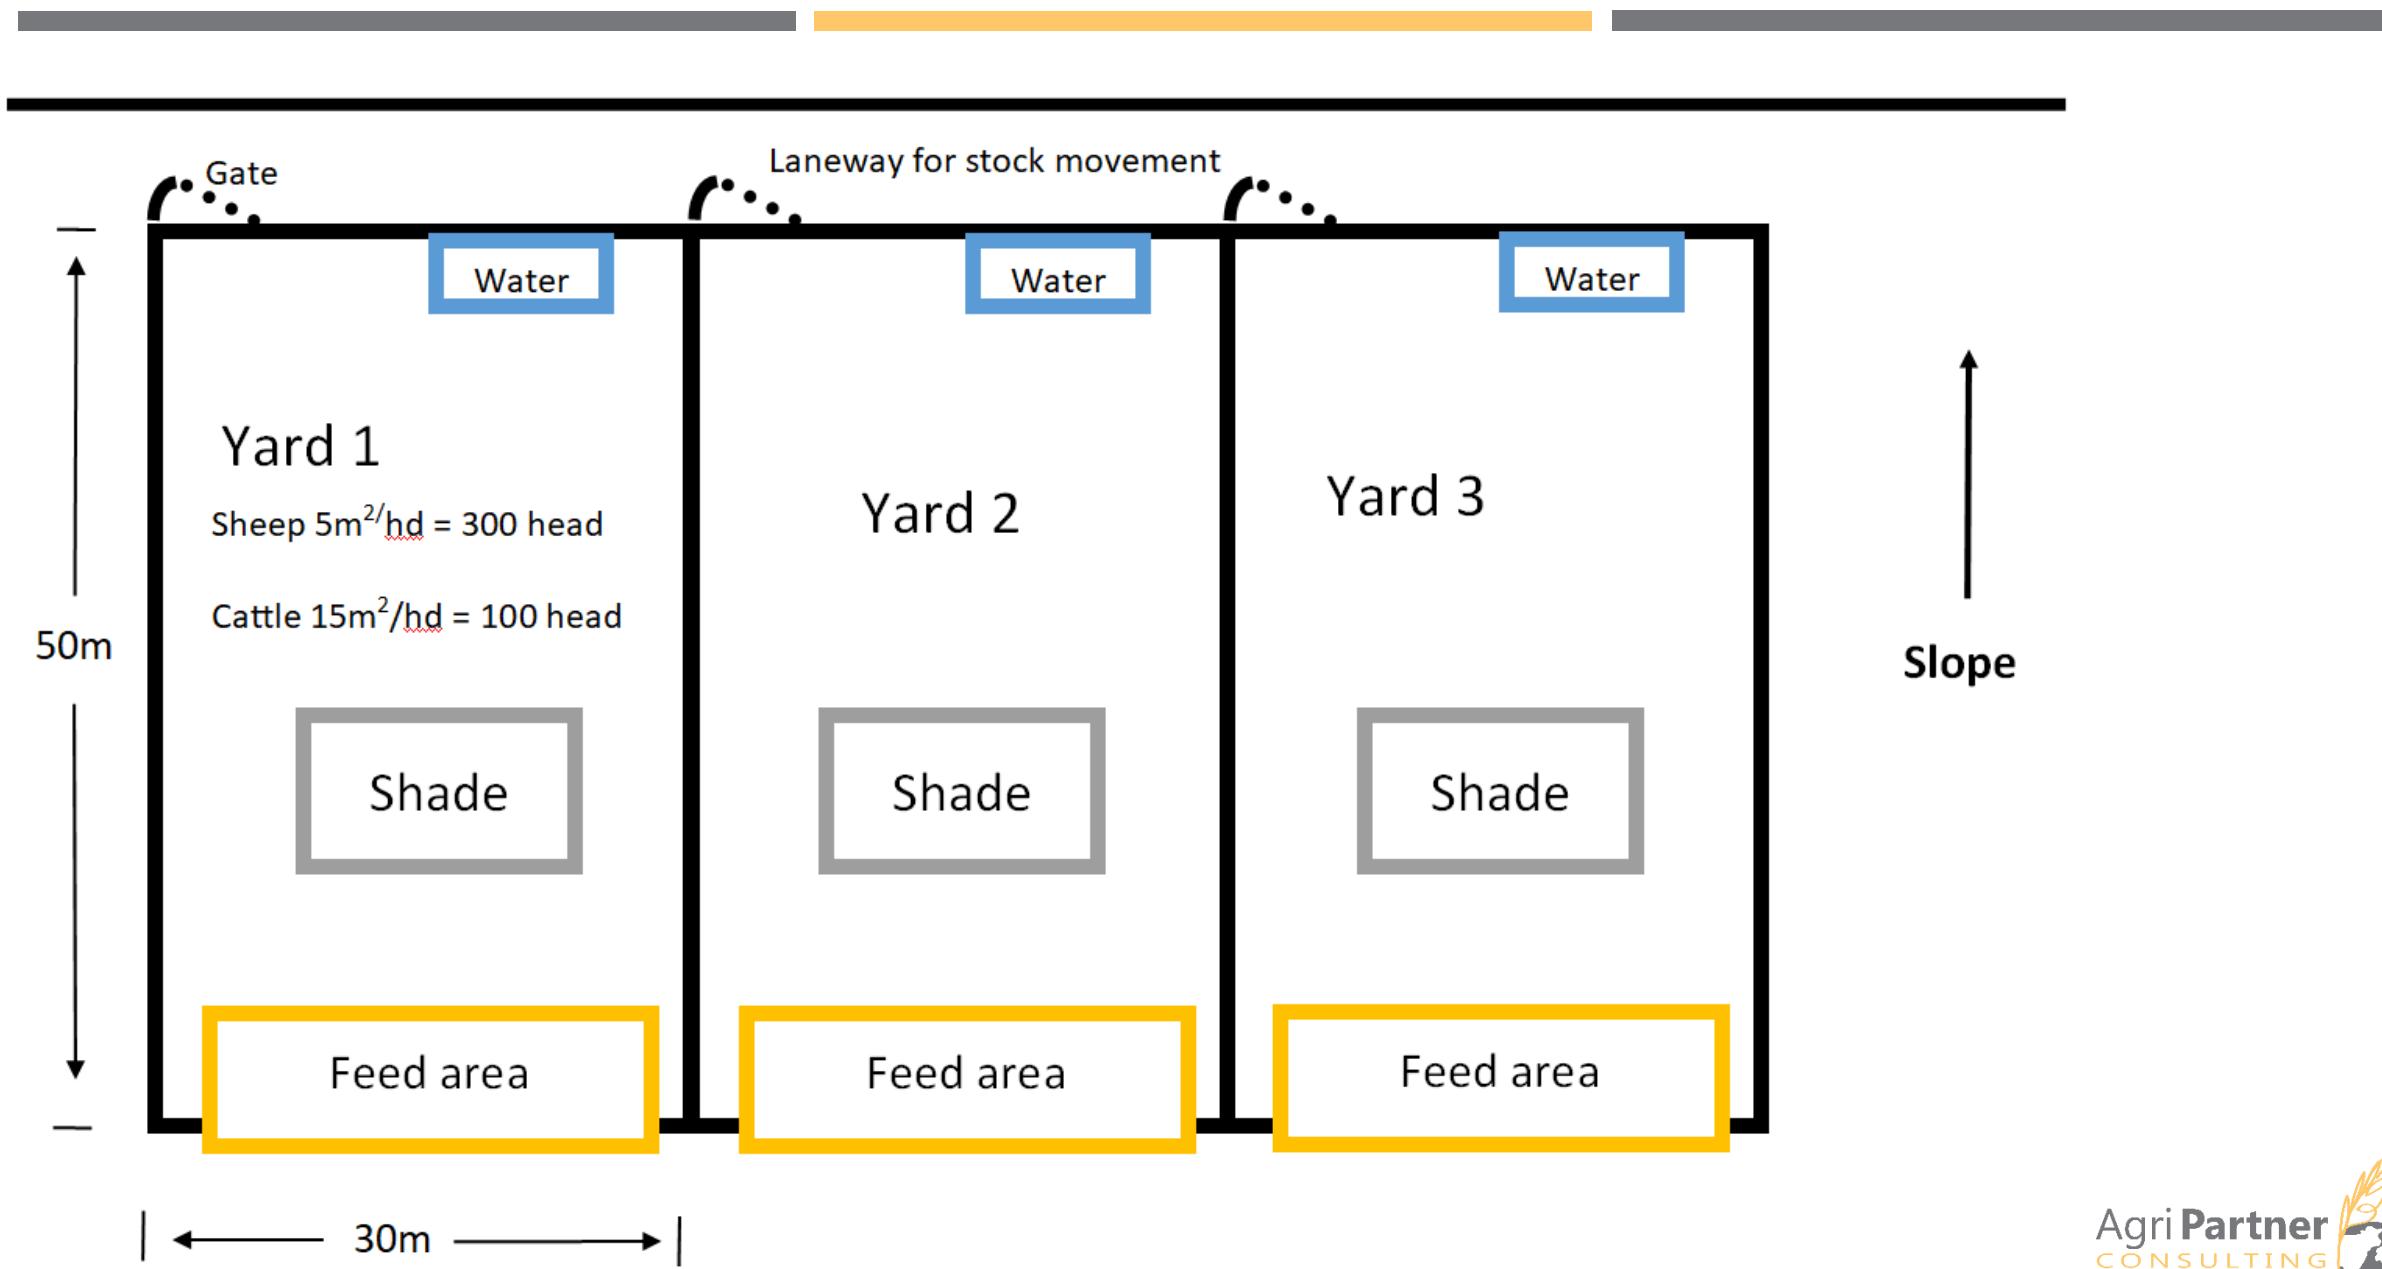 Gate
Laneway for stock movement
Water
Water
Water
Yard 1
Sheep 5m²/hd = 300 head
Cattle 15m²/hd = 100 head
Yard 2
Yard 3
50m
Slope
Shade
Shade
Shade
Feed area
Feed area
Feed area
30m
Agri Partner
CONSULTING